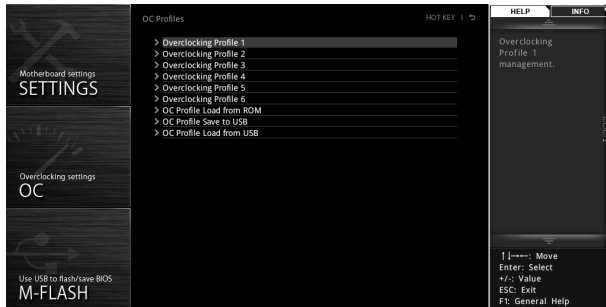 OC Profiles
HOT KEY
HELP
INFO
> Overclocking Profile 1
> Overclocking Profile 2
> Overclocking Profile 3
> Overclocking Profile 4
> Overclocking Profile 5
> Overclocking Profile 6
> OC Profile Load from ROM
> OC Profile Save to USB
> OC Profile Load from USB
Motherboard settings
SETTINGS
Overclocking settings
OC
Use USB to flash/save BIOS
M-FLASH
Overclocking
Profile 1
management.
↑↓→←: Move
Enter: Select
+/-: Value
ESC: Exit
F1: General Help